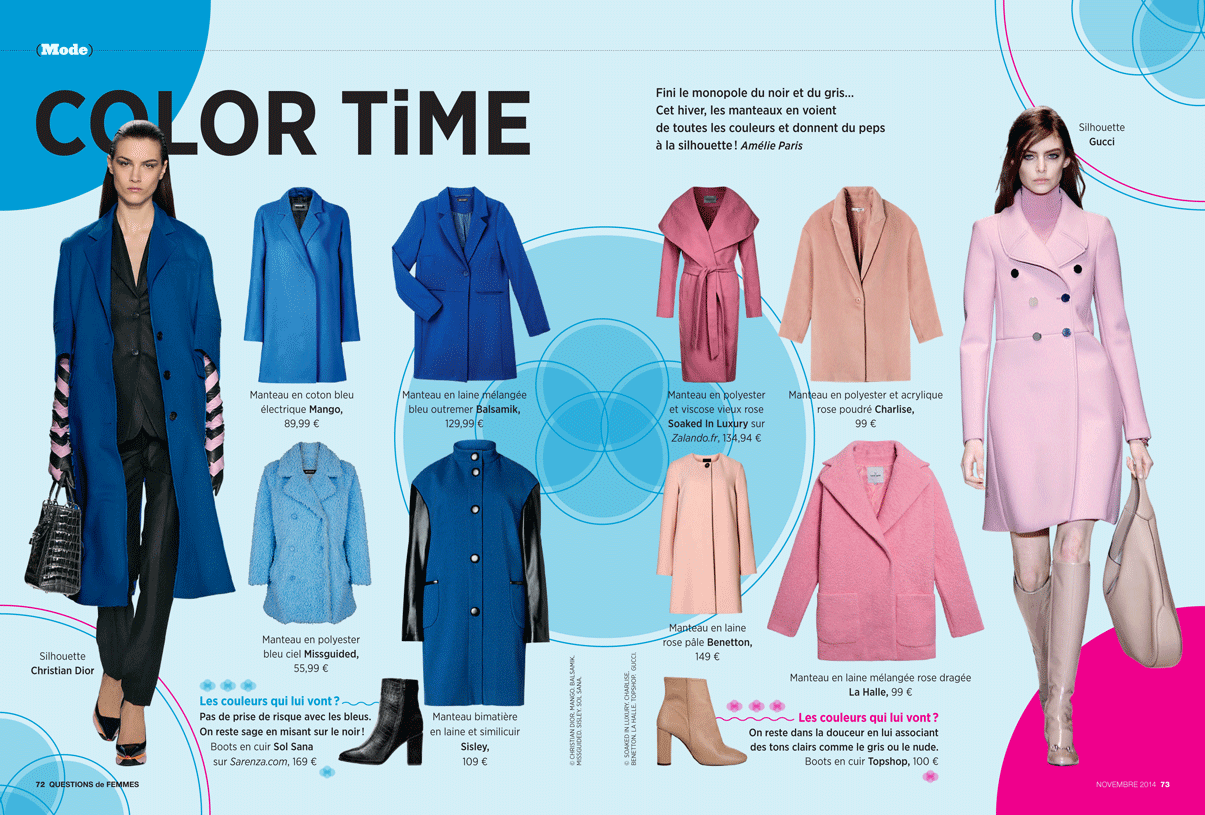 (Mode)
COLOR TiME
Fini le monopole du noir et du gris...
Cet hiver, les manteaux en voient
de toutes les couleurs et donnent du peps
à la silhouette ! Amélie Paris
Silhouette
Gucci
Manteau en coton bleu
électrique Mango,
89,99 €
Manteau en laine mélangée
bleu outremer Balsamik,
129,99 €
Manteau en polyester
et viscose vieux rose
Soaked In Luxury sur
Zalando.fr, 134,94 €
Manteau en polyester et acrylique
rose poudré Charlise,
99 €
Silhouette
Christian Dior
Manteau en polyester
bleu ciel Missguided,
55,99 €
Manteau bimatière
en laine et similicuir
Sisley,
109 €
Manteau en laine
rose pâle Benetton,
149 €
Manteau en laine mélangée rose dragée
La Halle, 99 €
Les couleurs qui lui vont ?
Pas de prise de risque avec les bleus.
On reste sage en misant sur le noir !
Boots en cuir Sol Sana
sur Sarenza.com, 169 €
© CHRISTIAN DIOR, MANGO, BALSAMIK,
MISSGUIDED, SISLEY, SOL SANA.
© SOAKED IN LUXURY, CHARLISE,
BENETTON, LA HALLE, TOPSHOP, GUCCI.
Les couleurs qui lui vont ?
On reste dans la douceur en lui associant
des tons clairs comme le gris ou le nude.
Boots en cuir Topshop, 100 €
72 QUESTIONS de FEMMES
NOVEMBRE 2014 73